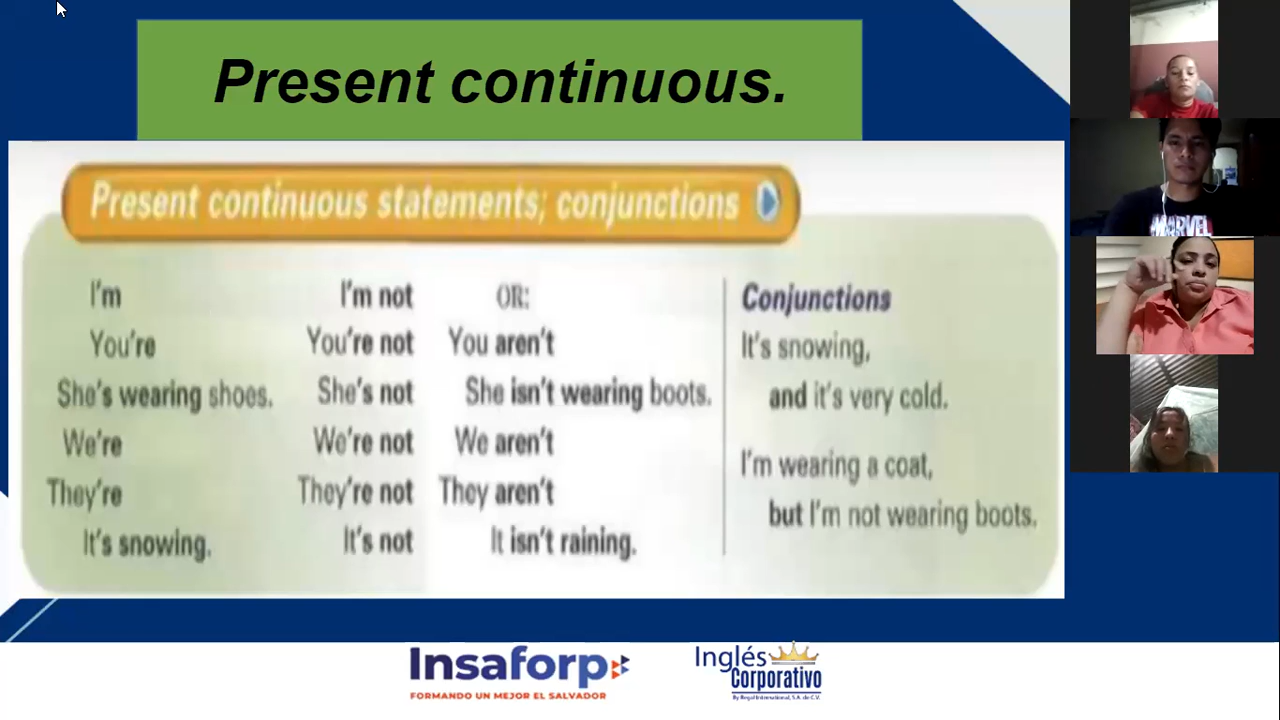 Present continuous.
Present continuous statements; conjunctions
I'm I'm not OR:
You're You're not You aren't
She's wearing shoes. She's not She isn't wearing boots.
We're We're not We aren't
They're They're not They aren't
It's snowing. It's not It isn't raining.
Conjunctions
It's snowing,
and it's very cold.
I'm wearing a coat,
but I'm not wearing boots.
MARVEL
Insaforp
FORMANDO UN MEJOR EL SALVADOR
Inglés
Corporativo
By Regal International, S.A. de C.V.